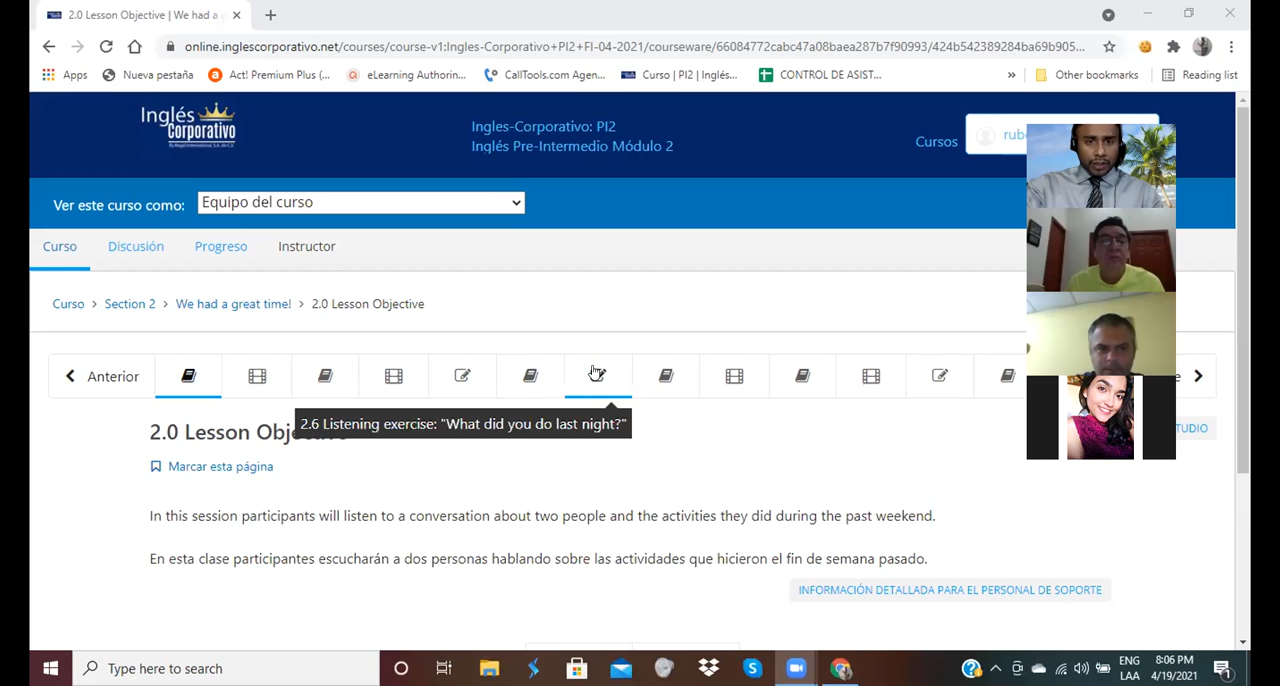 2.0 Lesson Objective | We had a
online.inglescorporativo.net/courses/course-v1:Ingles-Corporativo+PI2+FI-04-2021/courseware/66084772cabc47a08baea287b7f90993/424b542389284ba69b905...
Apps
Nueva pestaña
Act! Premium Plus (...
eLearning Authorin...
CallTools.com Agen...
Curso | PI2 | Inglés...
CONTROL DE ASIST...
»
Other bookmarks
Reading list
Inglés
Corporativo
Ingles-Corporativo: PI2
Inglés Pre-Intermedio Módulo 2
Cursos
rub
Ver este curso como:
Equipo del curso
Curso
Discusión
Progreso
Instructor
Curso > Section 2 > We had a great time! > 2.0 Lesson Objective
Anterior
e
2.6 Listening exercise: "What did you do last night?"
2.0 Lesson Obj
TUDIO
Marcar esta página
In this session participants will listen to a conversation about two people and the activities they did during the past weekend.
En esta clase participantes escucharán a dos personas hablando sobre las actividades que hicieron el fin de semana pasado.
INFORMACIÓN DETALLADA PARA EL PERSONAL DE SOPORTE
Type here to search
ENG
LAA
8:06 PM
4/19/2021
1